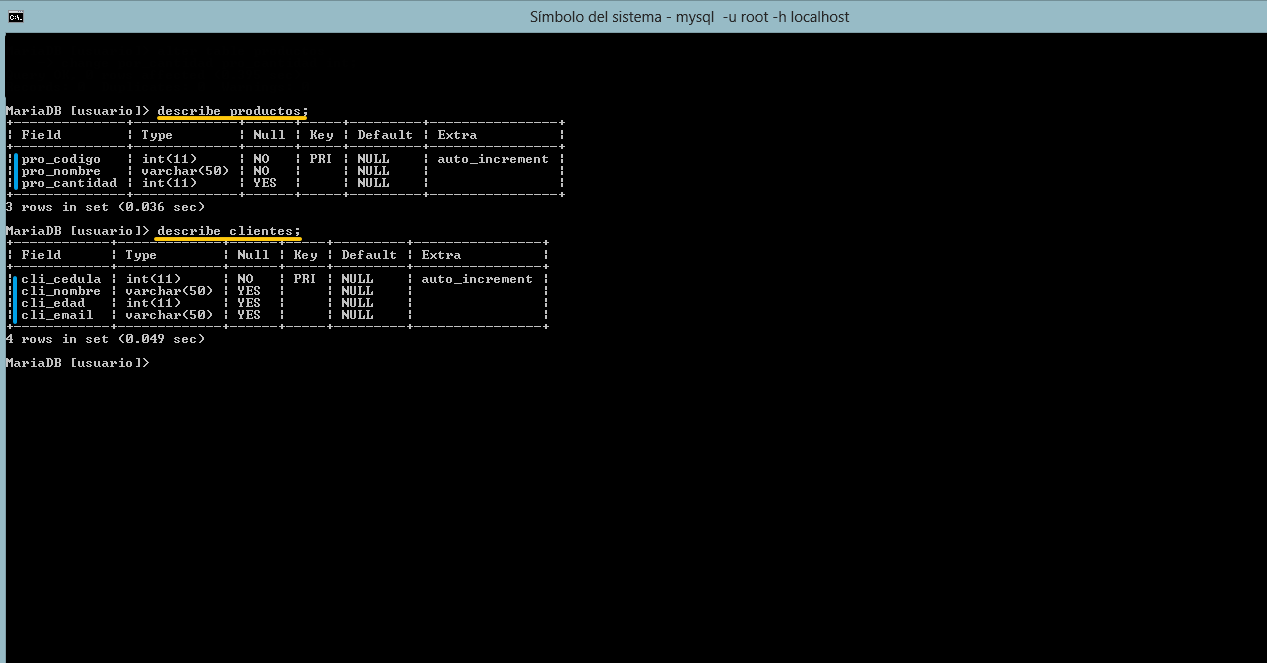 Símbolo del sistema - mysql  -u root -h localhost
MariaDB [usuario]> describe productos;
+--------------+-------------+------+-----+---------+----------------+
| Field        | Type        | Null | Key | Default | Extra          |
+--------------+-------------+------+-----+---------+----------------+
| pro_codigo   | int(11)     | NO   | PRI | NULL    | auto_increment |
| pro_nombre   | varchar(50) | NO   |     | NULL    |                |
| pro_cantidad | int(11)     | YES  |     | NULL    |                |
+--------------+-------------+------+-----+---------+----------------+
3 rows in set (0.036 sec)
MariaDB [usuario]> describe clientes;
+------------+-------------+------+-----+---------+----------------+
| Field      | Type        | Null | Key | Default | Extra          |
+------------+-------------+------+-----+---------+----------------+
| cli_cedula | int(11)     | NO   | PRI | NULL    | auto_increment |
| cli_nombre | varchar(50) | YES  |     | NULL    |                |
| cli_edad   | int(11)     | YES  |     | NULL    |                |
| cli_email  | varchar(50) | YES  |     | NULL    |                |
+------------+-------------+------+-----+---------+----------------+
4 rows in set (0.049 sec)
MariaDB [usuario]>